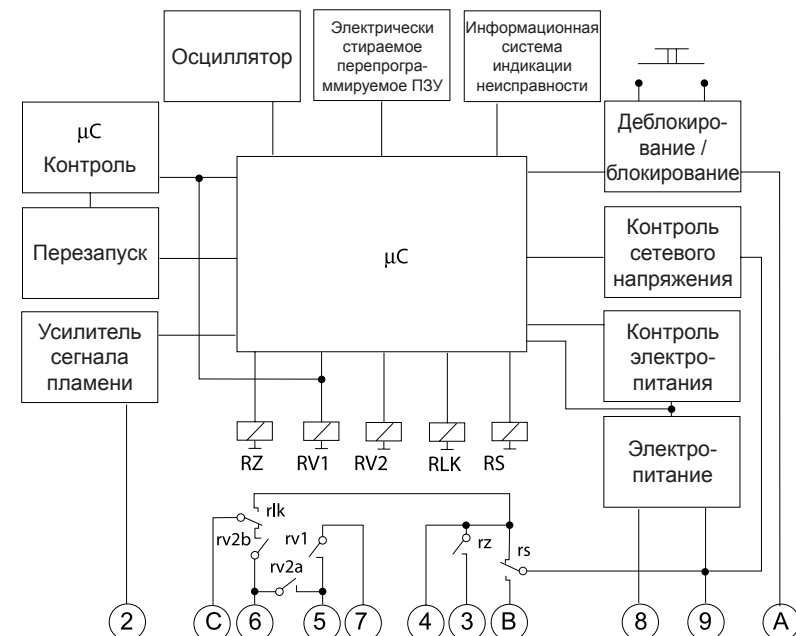 Осциллятор
Электрически
стираемое
перепрограм-
ммируемое ПЗУ
Информационная
система
индикации
неисправности
μC
Контроль
Деблокиро-
вание /
блокирование
Перезапуск
μC
Контроль
сетевого
напряжения
Усилитель
сегнала
пламени
Контроль
электро-
питания
Электро-
питание
RZ RV1 RV2 RLK RS
rlk
rv2b rv1 rz rs
rv2a
2 C 6 5 7 4 3 B 8 9 A